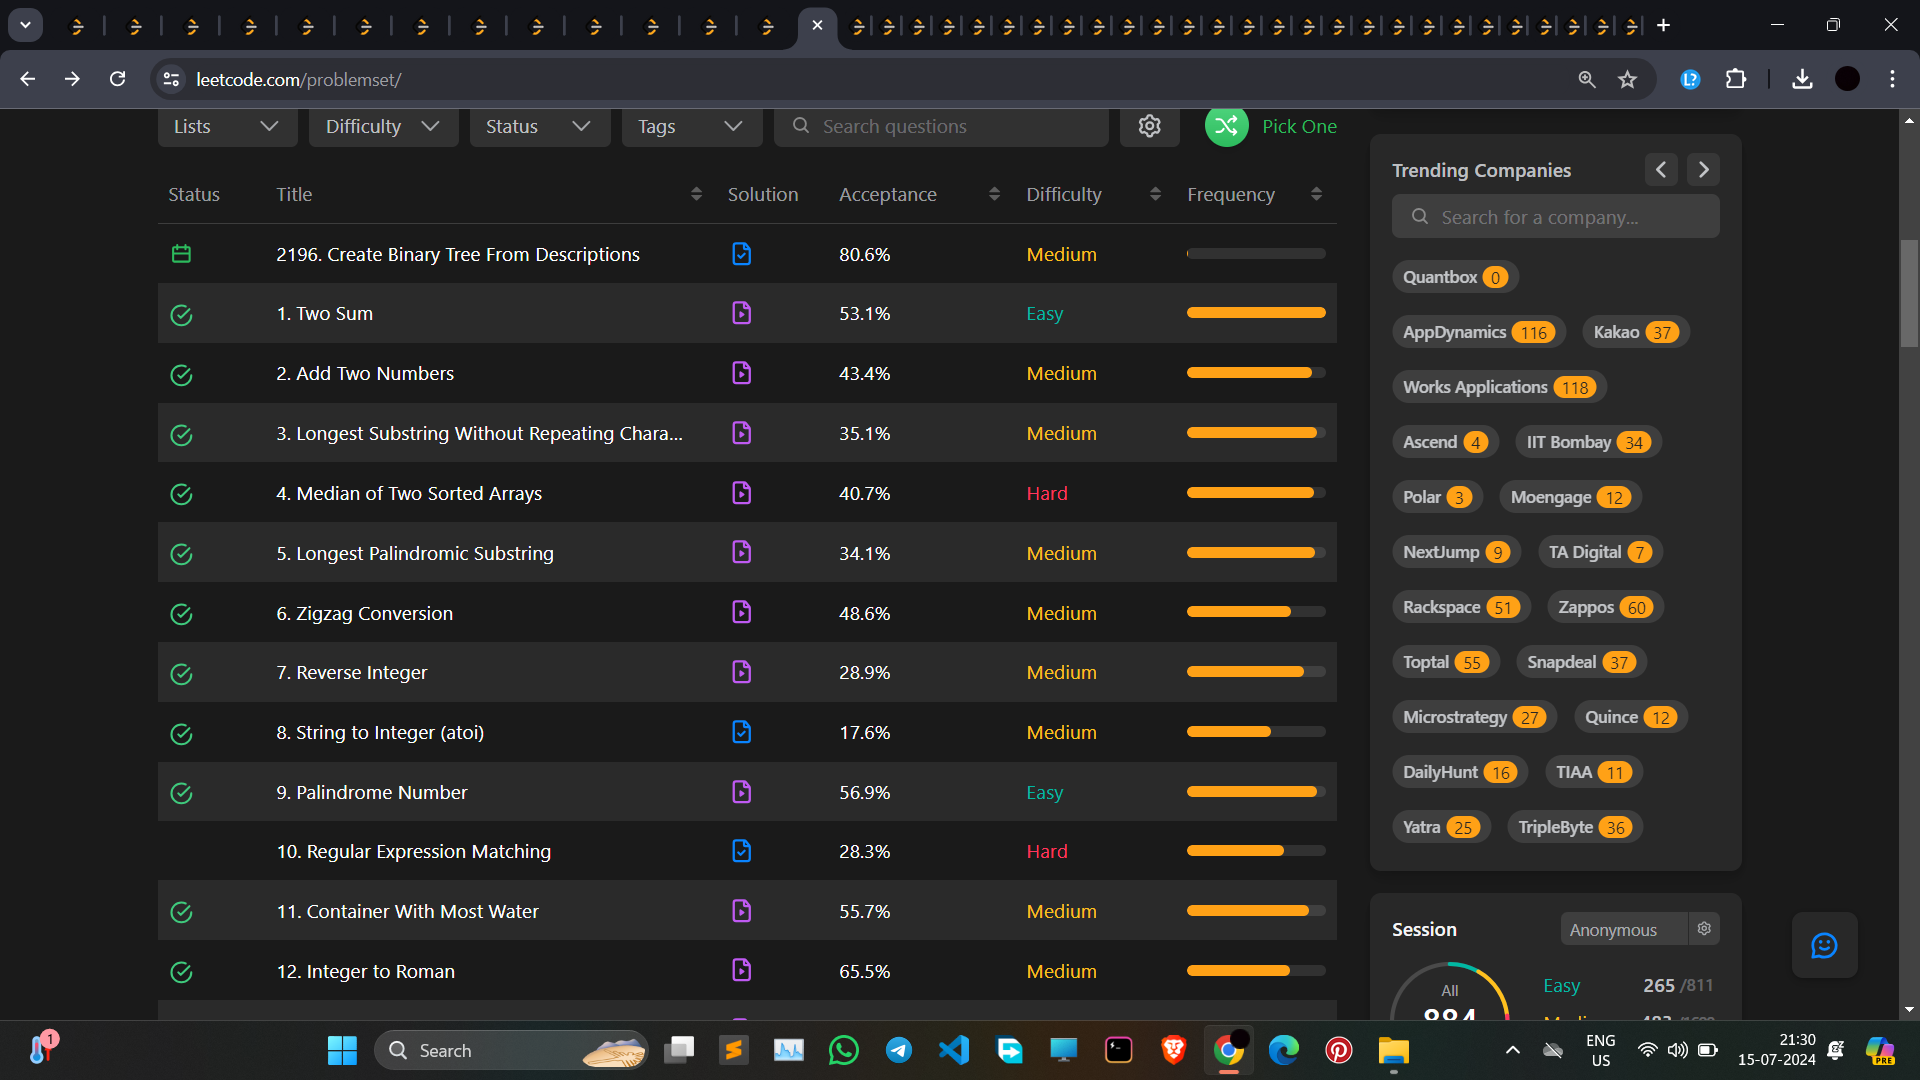 leetcode.com/problemset/
Lists Difficulty Status Tags Search questions Pick One
Status Title Solution Acceptance Difficulty Frequency
2196. Create Binary Tree From Descriptions 80.6% Medium
1. Two Sum 53.1% Easy
2. Add Two Numbers 43.4% Medium
3. Longest Substring Without Repeating Chara... 35.1% Medium
4. Median of Two Sorted Arrays 40.7% Hard
5. Longest Palindromic Substring 34.1% Medium
6. Zigzag Conversion 48.6% Medium
7. Reverse Integer 28.9% Medium
8. String to Integer (atoi) 17.6% Medium
9. Palindrome Number 56.9% Easy
10. Regular Expression Matching 28.3% Hard
11. Container With Most Water 55.7% Medium
12. Integer to Roman 65.5% Medium
Trending Companies
Search for a company...
Quantbox 0
AppDynamics 116 Kakao 37
Works Applications 118
Ascend 4 IIT Bombay 34
Polar 3 Moengage 12
NextJump 9 TA Digital 7
Rackspace 51 Zappos 60
Toptal 55 Snapdeal 37
Microstrategy 27 Quince 12
DailyHunt 16 TIAA 11
Yatra 25 TripleByte 36
Session Anonymous
All
884
Easy 265 /811
1 Search ENG
US
21:30
15-07-2024
PRE